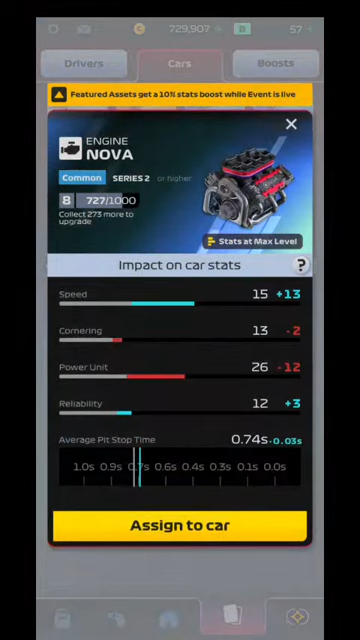 729,907
57
Drivers
Cars
Boosts
Featured Assets get a 10% stats boost while Event is live
ENGINE
NOVA
Common SERIES 2 or higher
8 727/1000
Collect 273 more to
upgrade
Stats at Max Level
Impact on car stats ?
Speed 15 +13
Cornering 13 -2
Power Unit 26 -12
Reliability 12 +3
Average Pit Stop Time 0.74s -0.03s
1.0s 0.9s 0.7s 0.6s 0.4s 0.3s 0.1s 0.0s
Assign to car